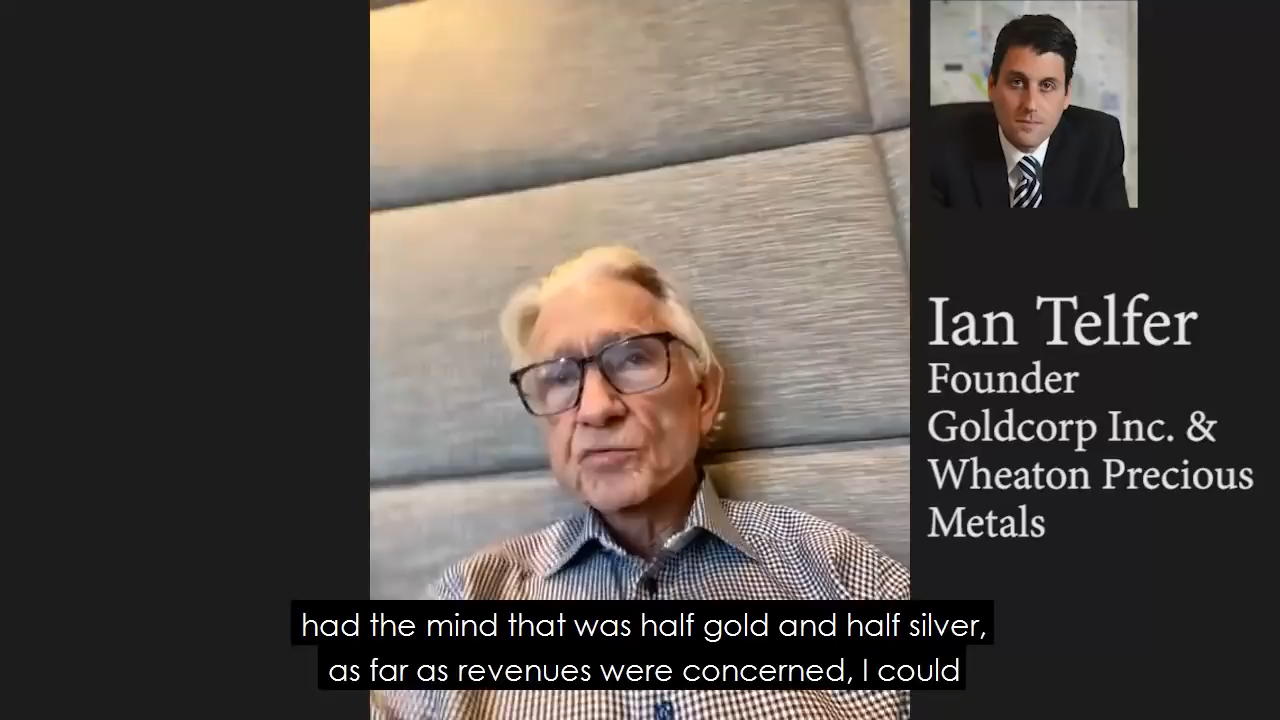 Ian Telfer
Founder
Goldcorp Inc. &
Wheaton Precious
Metals
had the mind that was half gold and half silver,
as far as revenues were concerned, I could